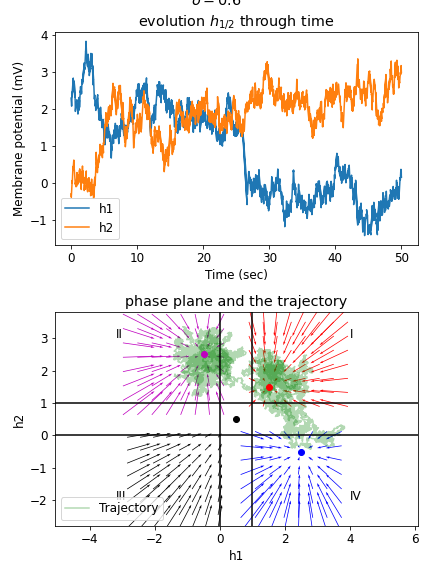 evolution h1/2 through time
Membrane potential (mV)
4
3
2
1
0
−1
h1
h2
0
10
20
30
40
50
Time (sec)
phase plane and the trajectory
h2
3
2
1
0
−1
−2
II
I
III
IV
Trajectory
−4
−2
0
2
4
6
h1